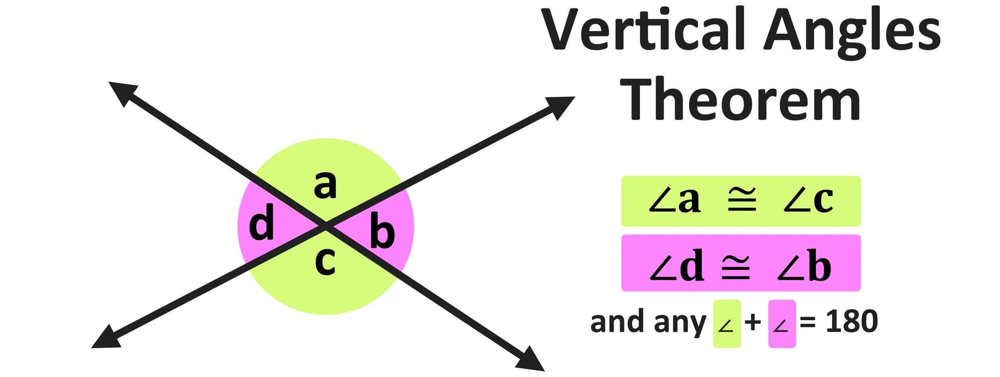 Vertical Angles
Theorem
a
d
b
c
∠a ≅ ∠c
∠d ≅ ∠b
and any ∠ + ∠ = 180